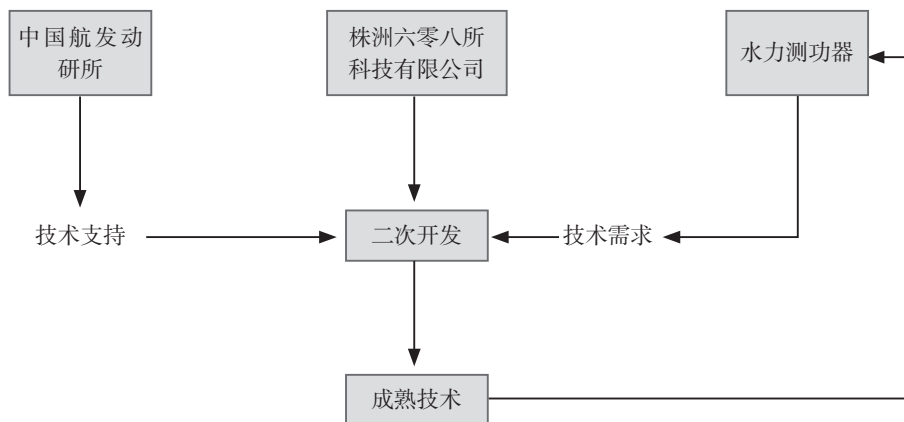 中国航发动
研所
株洲六零八所
科技有限公司
水力测功器
技术支持
二次开发
技术需求
成熟技术